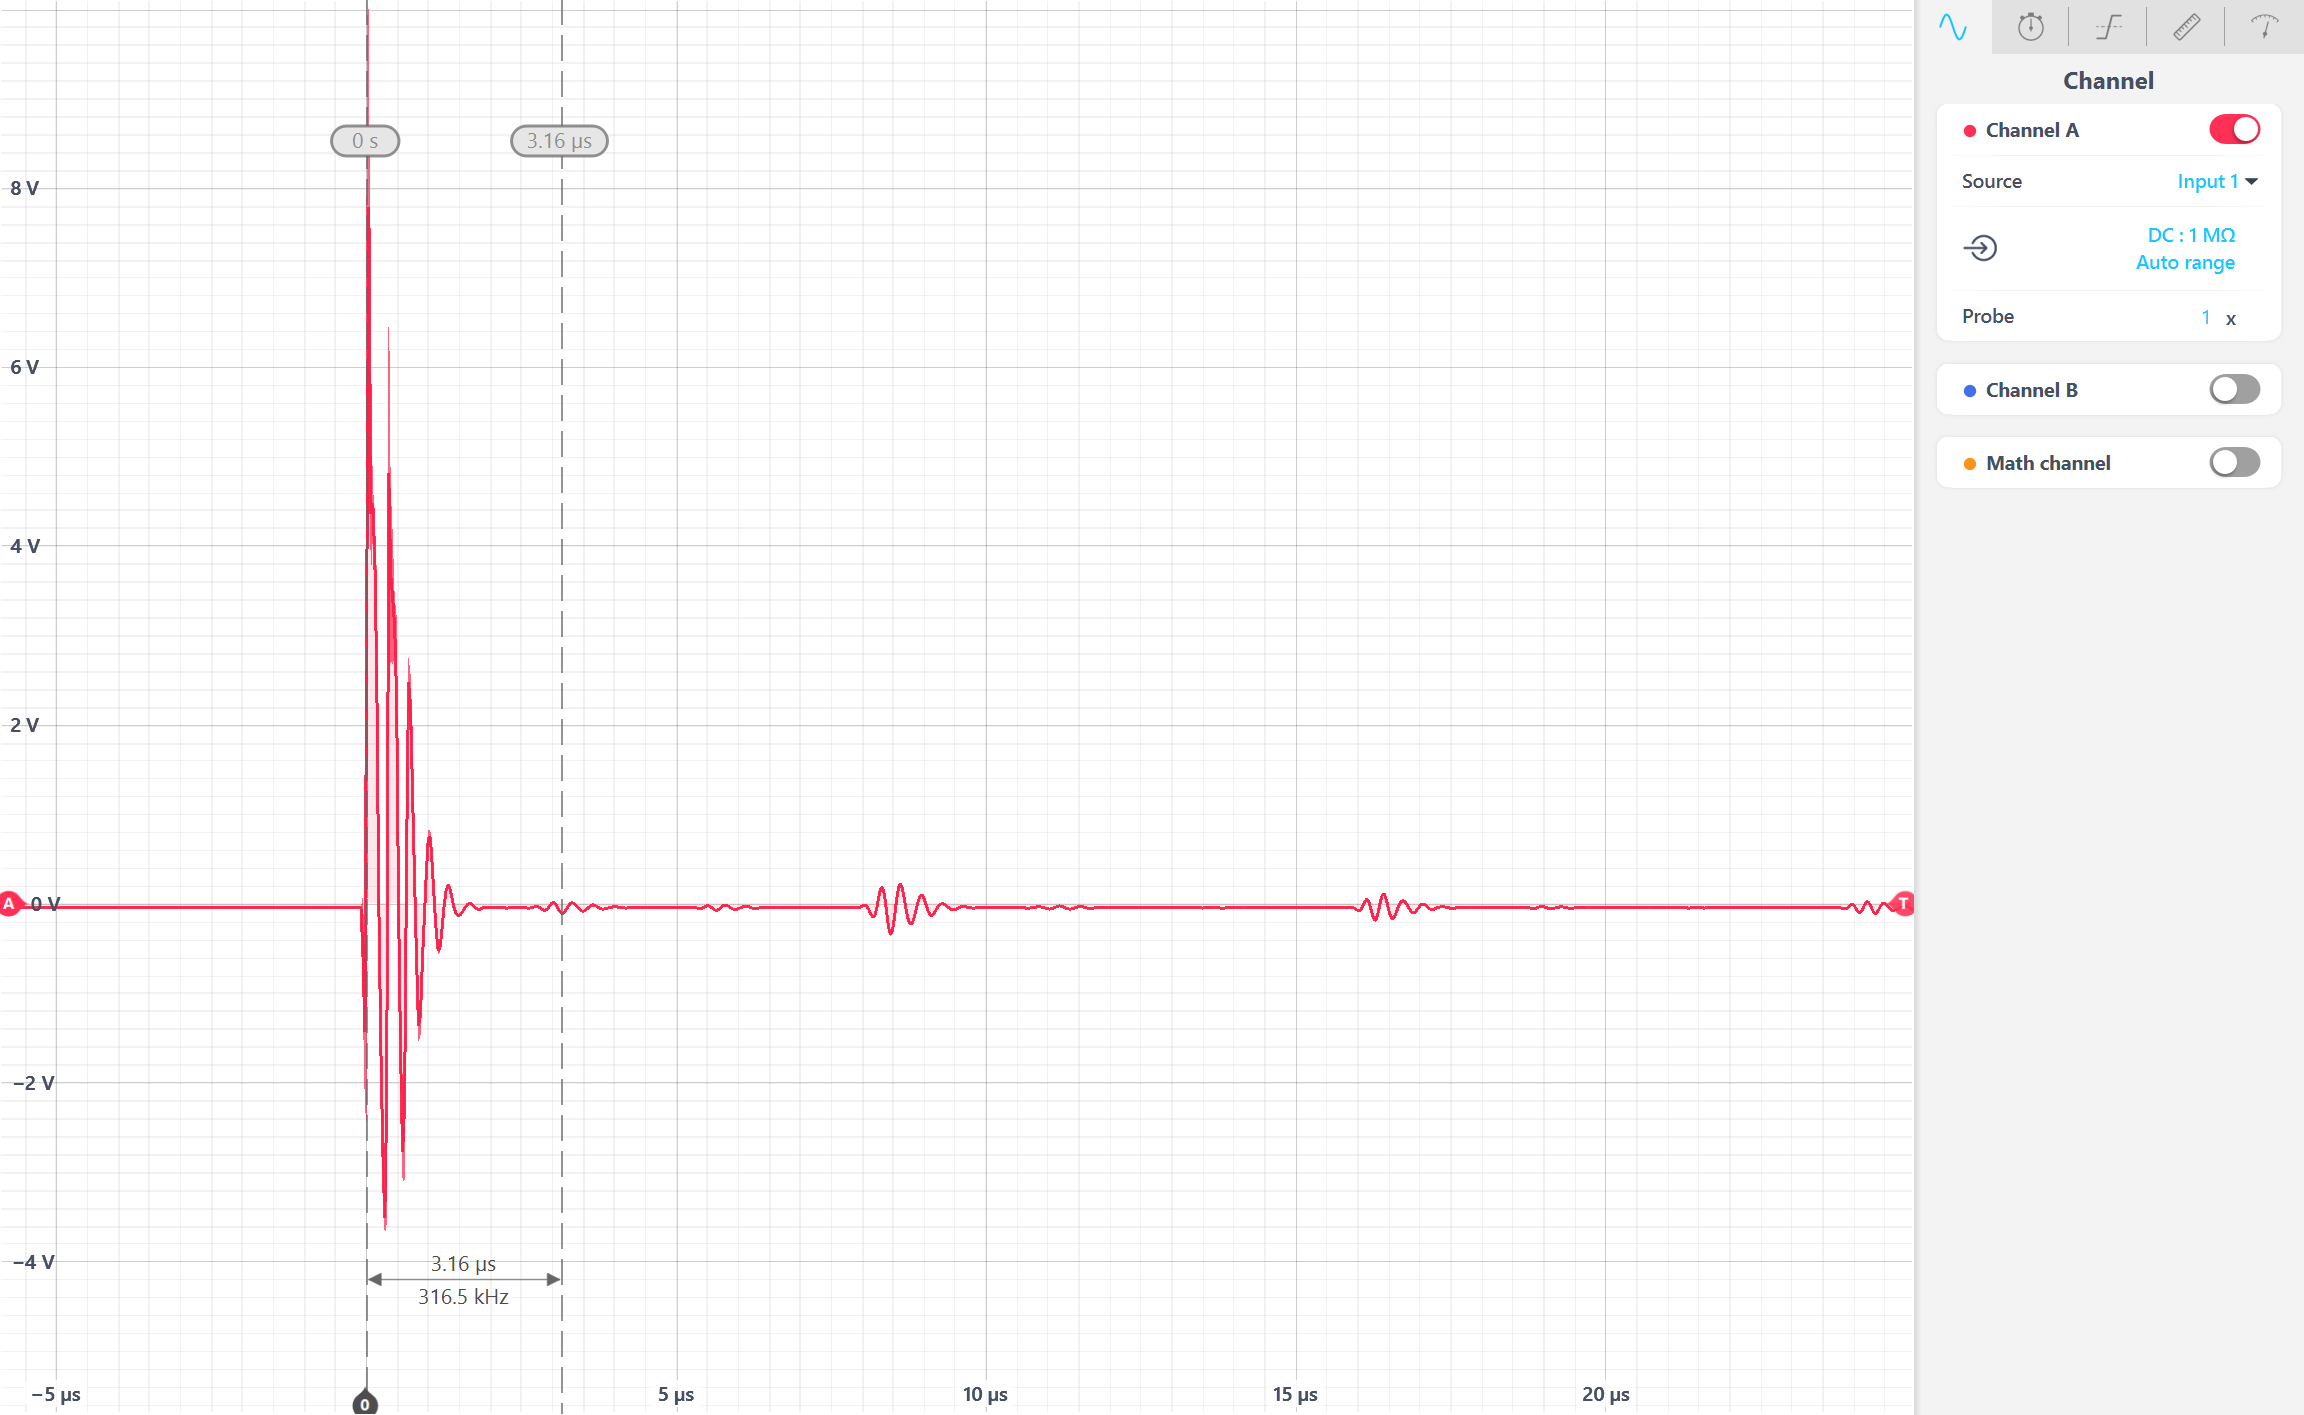 0 s
3.16 µs
8 V
6 V
4 V
2 V
A
0 V
T
−2 V
−4 V
3.16 µs
316.5 kHz
−5 µs
0
5 µs
10 µs
15 µs
20 µs
Channel
Channel A
Source Input 1
DC : 1 MΩ
Auto range
Probe 1 x
Channel B
Math channel